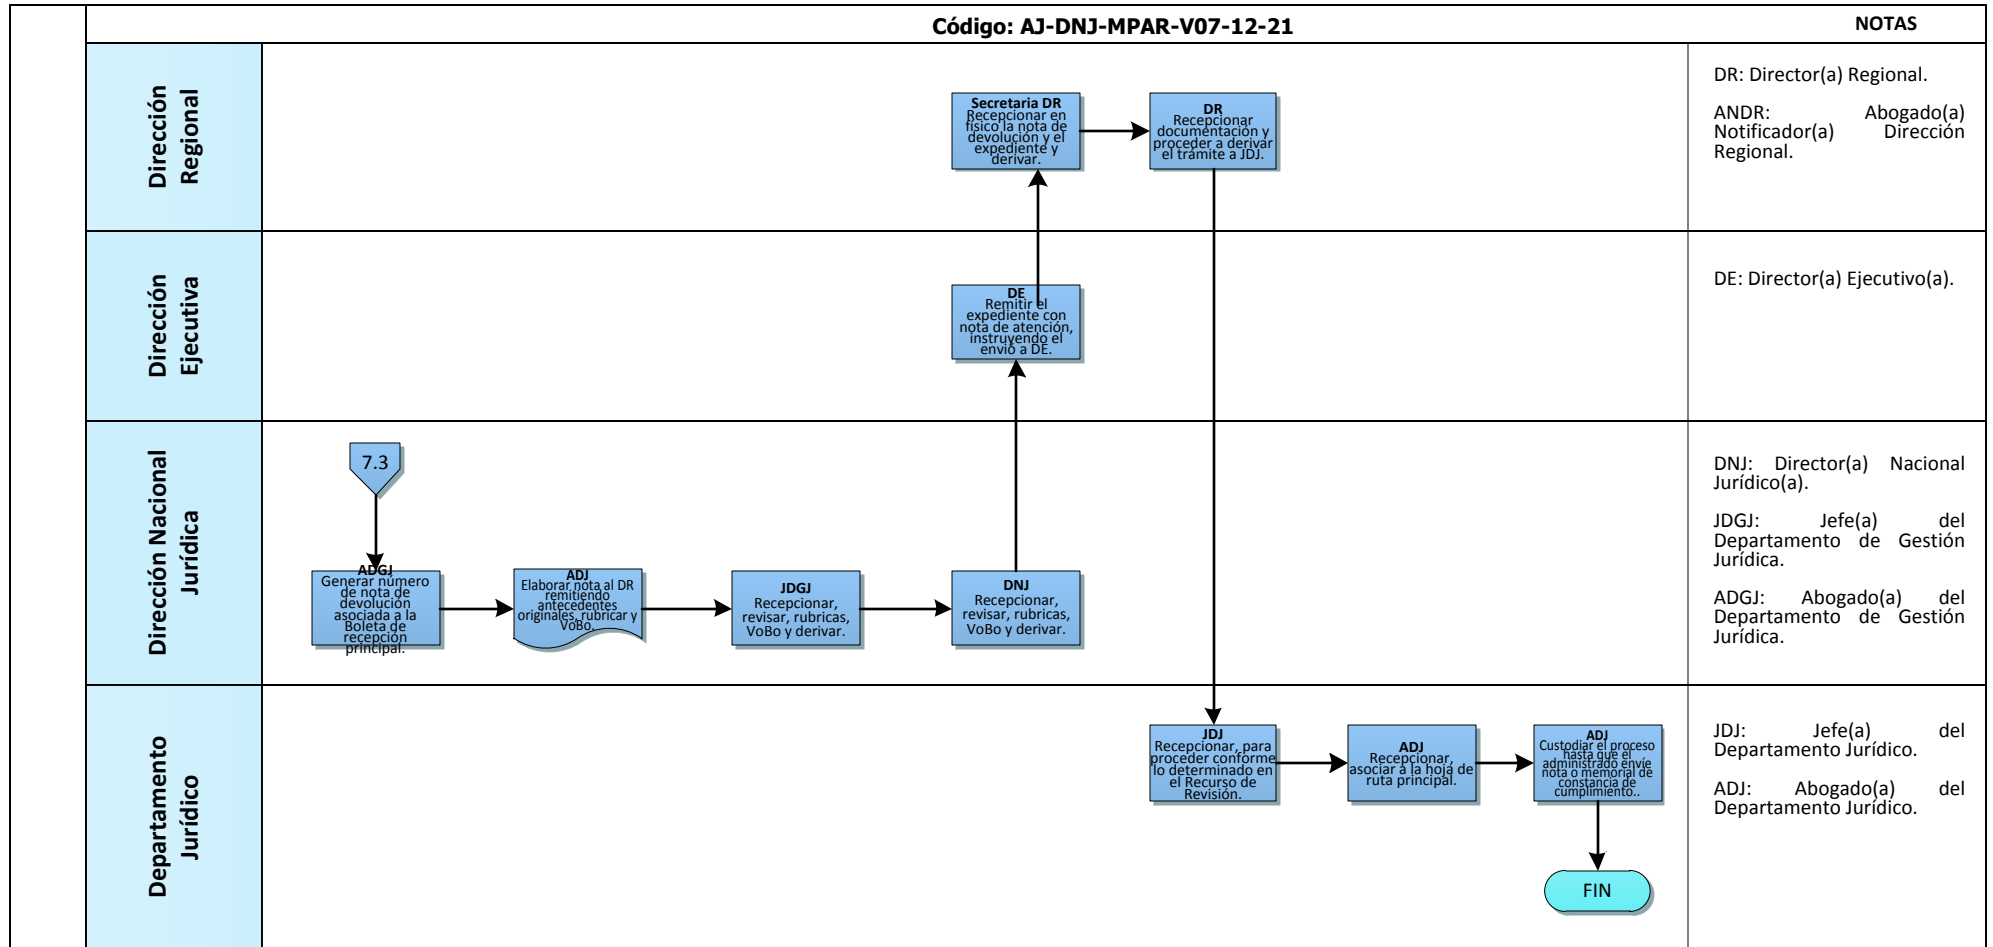 Código: AJ-DNJ-MPAR-V07-12-21
NOTAS
Dirección
Regional
Secretaria DR
Recepcionar en
físico la nota de
devolución y el
expediente y
derivar.
DR
Recepcionar
documentación y
proceder a derivar
el trámite a JDJ.
DR: Director(a) Regional.
ANDR: Abogado(a)
Notificador(a) Dirección
Regional.
Dirección
Ejecutiva
DE
Remitir el
expediente con
nota de atención,
instruyendo el
envió a DE.
DE: Director(a) Ejecutivo(a).
Dirección Nacional
Jurídica
7.3
ADGJ
Generar número
de nota de
devolución
asociada a la
Boleta de
recepción
principal.
ADJ
Elaborar nota al DR
remitiendo
antecedentes
originales, rubricar y
VoBo.
JDGJ
Recepcionar,
revisar, rubricas,
VoBo y derivar.
DNJ
Recepcionar,
revisar, rubricas,
VoBo y derivar.
DNJ: Director(a) Nacional
Jurídico(a).
JDGJ: Jefe(a) del
Departamento de Gestión
Jurídica.
ADGJ: Abogado(a) del
Departamento de Gestión
Jurídica.
Departamento
Jurídico
JDJ
Recepcionar, para
proceder conforme
lo determinado en
el Recurso de
Revisión.
ADJ
Recepcionar,
asociar a la hoja de
ruta principal.
ADJ
Custodiar el proceso
hasta que el
administrado envíe
nota o memorial de
constancia de
cumplimiento..
FIN
JDJ: Jefe(a) del
Departamento Jurídico.
ADJ: Abogado(a) del
Departamento Jurídico.